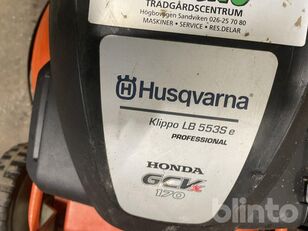 TRÄDGÅRDSCENTRUM
Högbovägen Sandviken 026-25 70 80
MASKINER • SERVICE • RES.DELAR
Husqvarna
Klippo LB 553S e
PROFESSIONAL
HONDA
GCVx
170
blinto